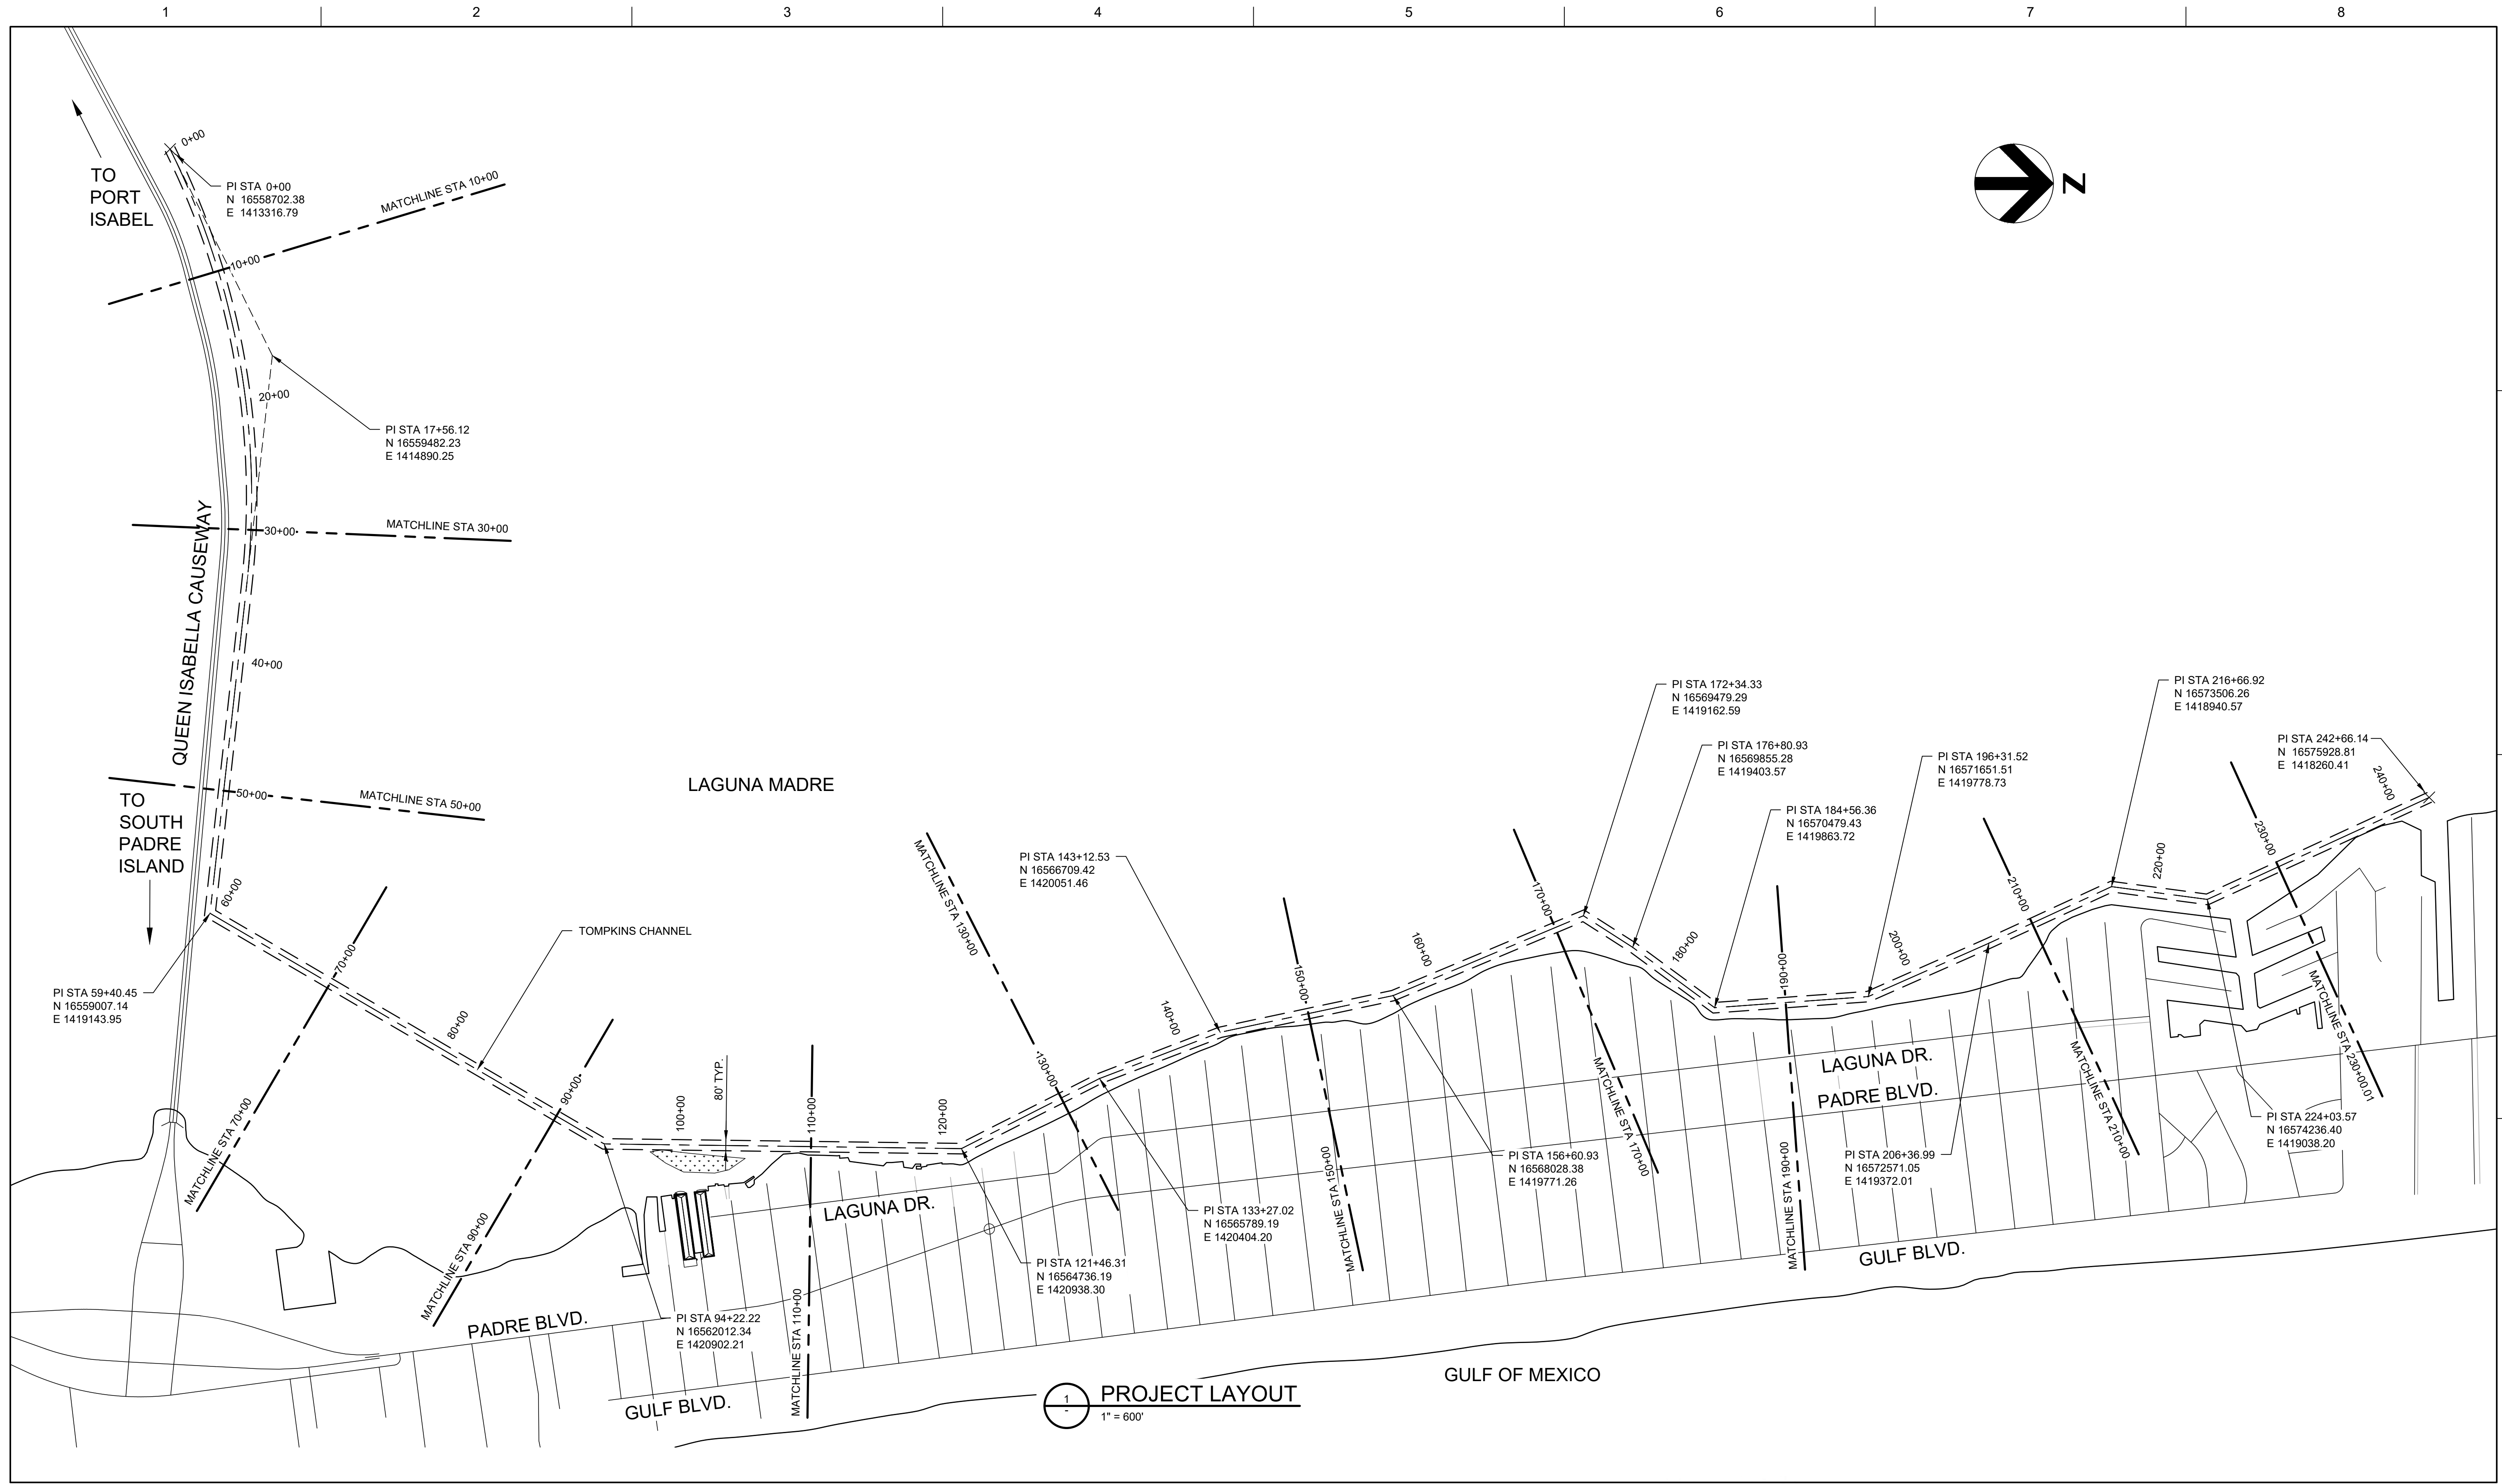 1
2
3
4
5
6
7
8
N
0+00
TO
PORT
ISABEL
PI STA 0+00
N 16558702.38
E 1413316.79
MATCHLINE STA 10+00
10+00
20+00
PI STA 17+56.12
N 16559482.23
E 1414890.25
QUEEN ISABELLA CAUSEWAY
30+00
MATCHLINE STA 30+00
40+00
50+00
MATCHLINE STA 50+00
TO
SOUTH
PADRE
ISLAND
60+00
PI STA 59+40.45
N 16559007.14
E 1419143.95
LAGUNA MADRE
TOMPKINS CHANNEL
70+00
MATCHLINE STA 70+00
80+00
90+00
MATCHLINE STA 90+00
100+00
80' TYP.
110+00
MATCHLINE STA 110+00
120+00
MATCHLINE STA 130+00
130+00
PI STA 143+12.53
N 16566709.42
E 1420051.46
140+00
150+00
MATCHLINE STA 150+00
160+00
170+00
MATCHLINE STA 170+00
PI STA 172+34.33
N 16569479.29
E 1419162.59
PI STA 176+80.93
N 16569855.28
E 1419403.57
180+00
PI STA 184+56.36
N 16570479.43
E 1419863.72
190+00
MATCHLINE STA 190+00
PI STA 196+31.52
N 16571651.51
E 1419778.73
200+00
210+00
MATCHLINE STA 210+00
PI STA 216+66.92
N 16573506.26
E 1418940.57
220+00
230+00
MATCHLINE STA 230+00.01
PI STA 242+66.14
N 16575928.81
E 1418260.41
240+00
LAGUNA DR.
PADRE BLVD.
GULF BLVD.
PI STA 224+03.57
N 16574236.40
E 1419038.20
PI STA 206+36.99
N 16572571.05
E 1419372.01
PI STA 156+60.93
N 16568028.38
E 1419771.26
PI STA 133+27.02
N 16565789.19
E 1420404.20
PI STA 121+46.31
N 16564736.19
E 1420938.30
LAGUNA DR.
PI STA 94+22.22
N 16562012.34
E 1420902.21
PADRE BLVD.
GULF BLVD.
GULF OF MEXICO
1
-
PROJECT LAYOUT
1" = 600'